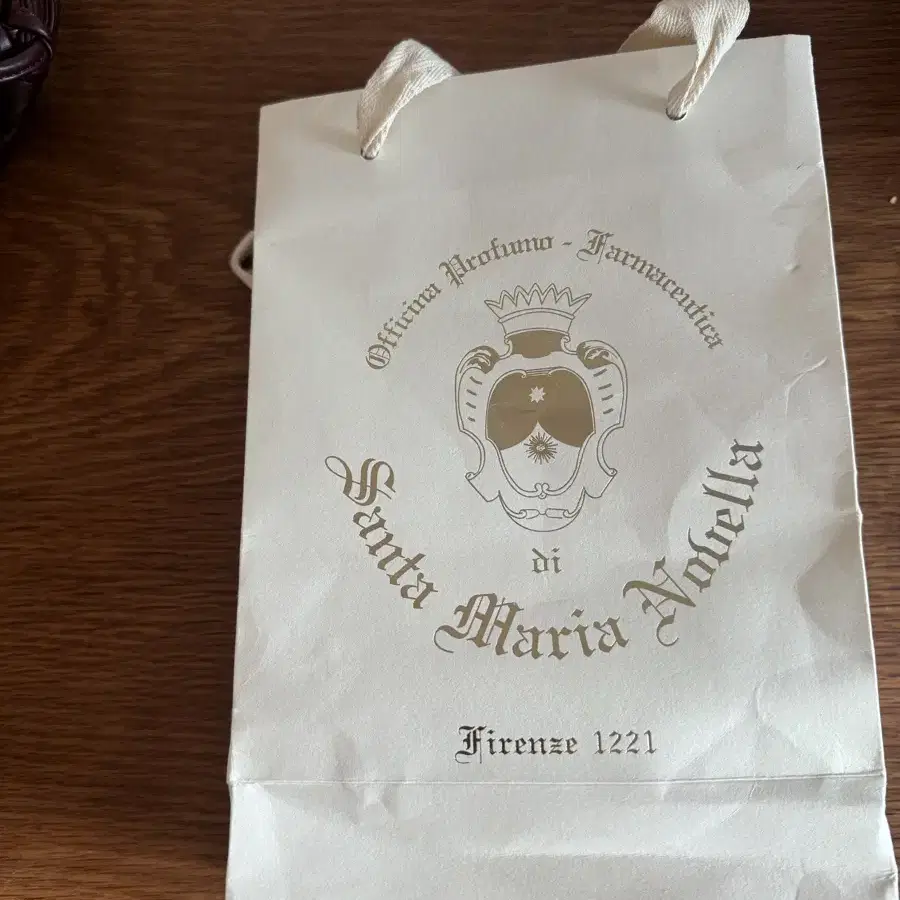 Officina Profumo - Farmaceutica
di
Santa Maria Novella
Firenze 1221